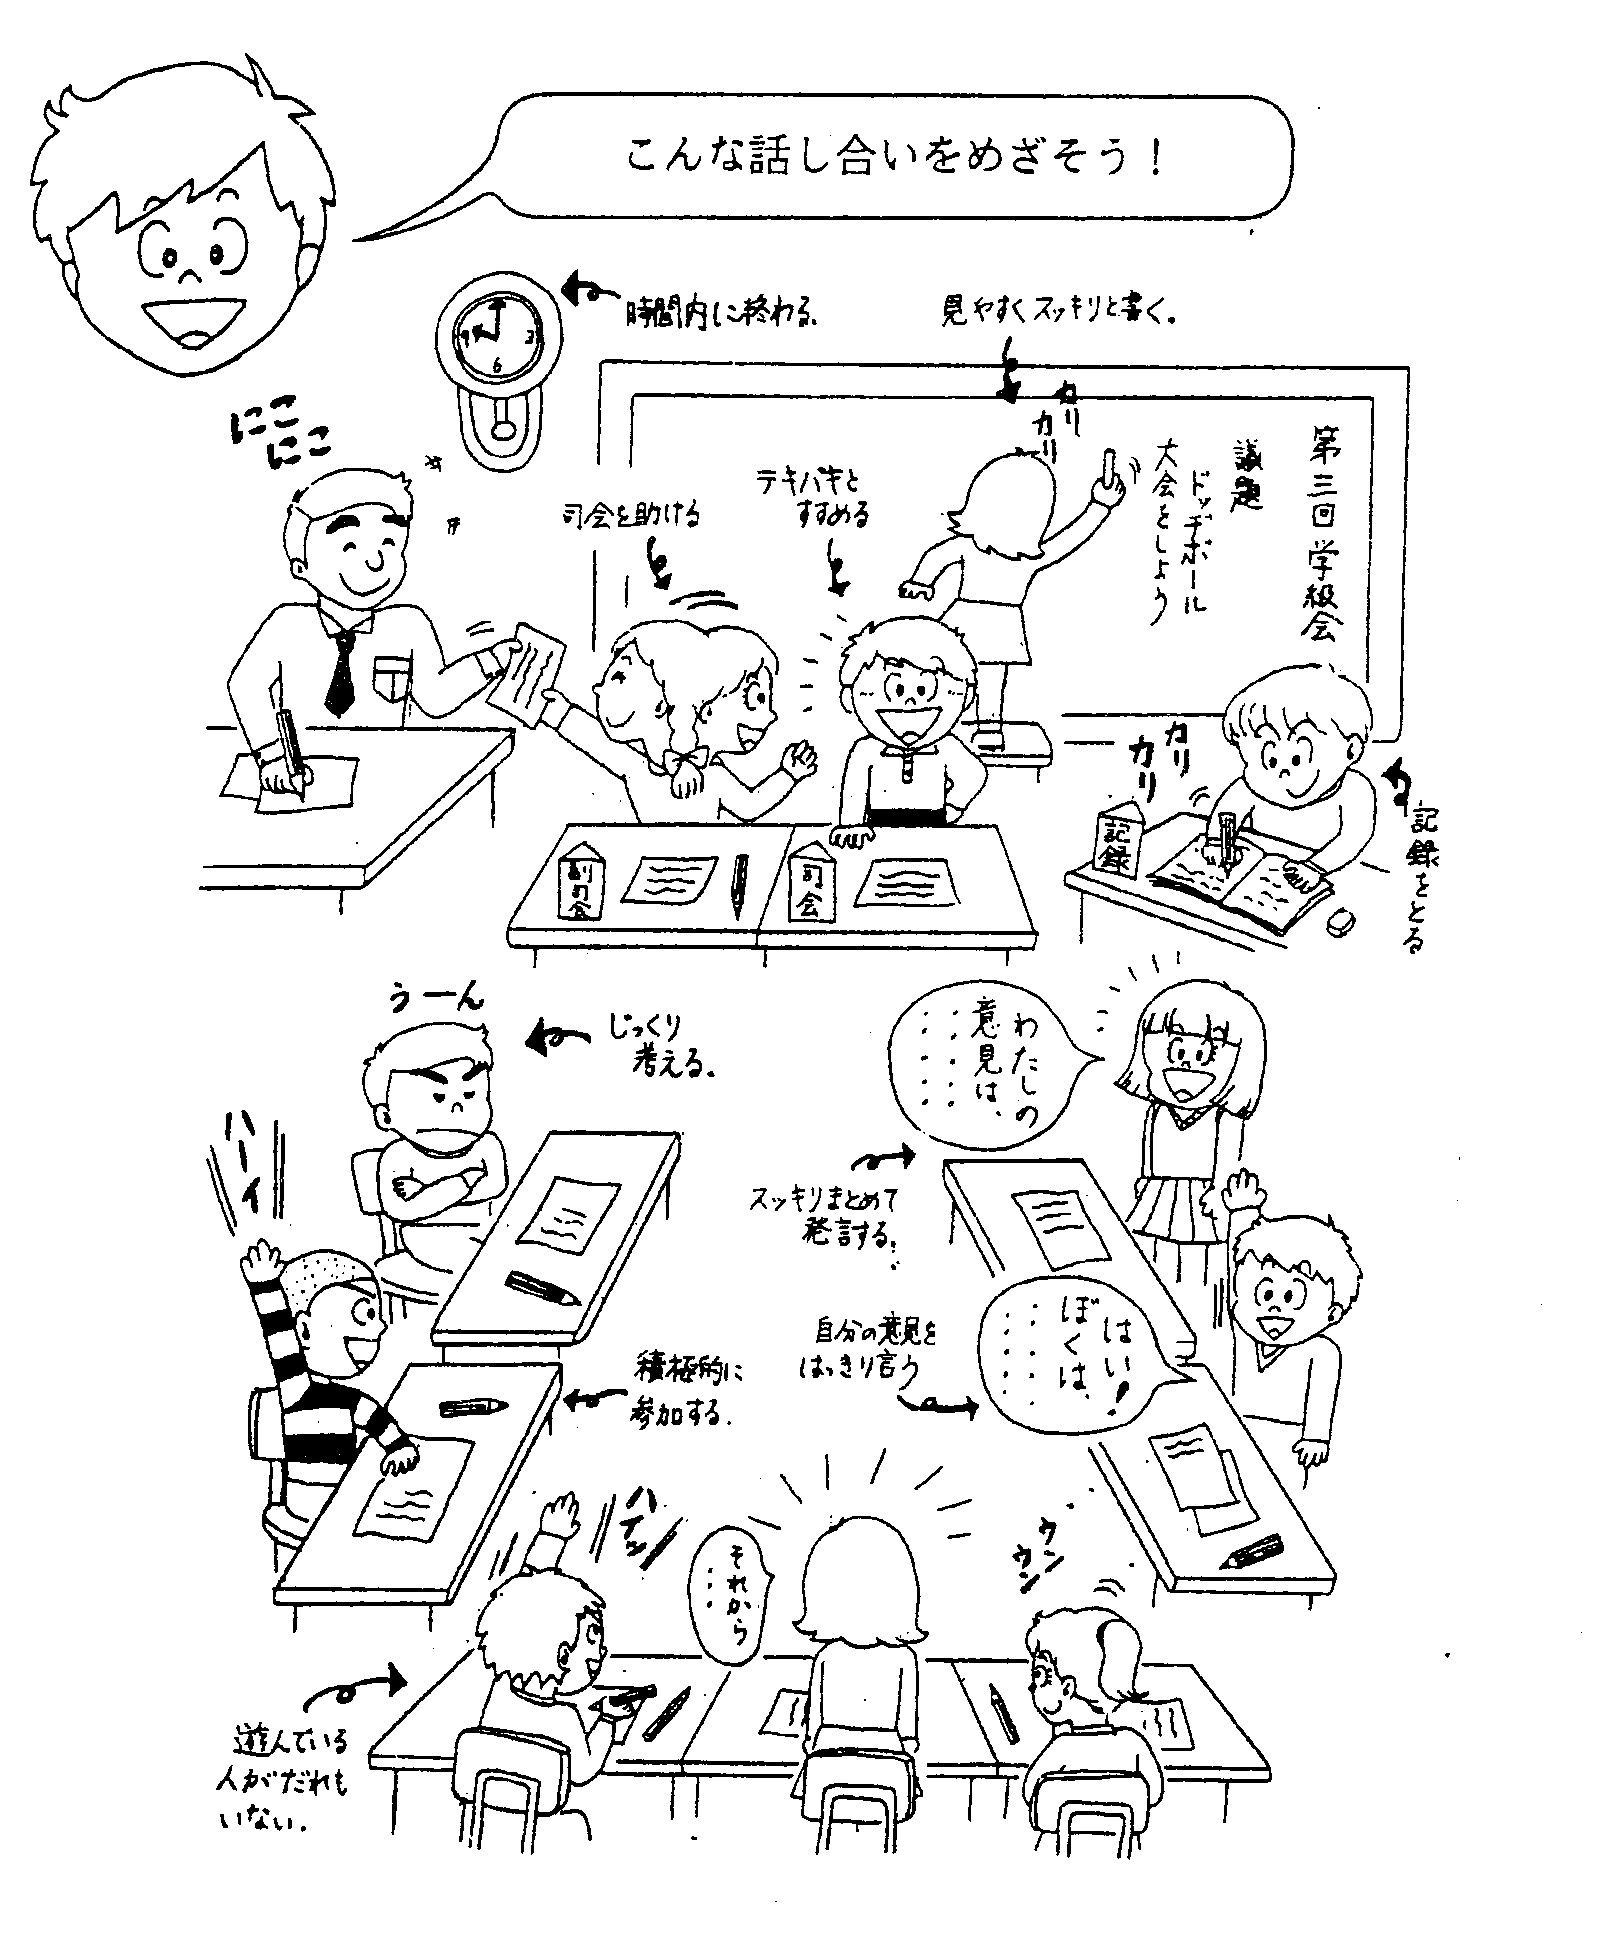 こんな話し合いをめざそう！
時間内に終わる。
見やすくスッキリと書く。
にこ
にこ
カリ
カリ
第三回 学級会
議題
ドッヂボール
大会をしよう
司会を助ける
テキパキと
すすめる
副司会
司会
カリ
カリ
記録
記録をとる
うーん
じっくり
考える。
わたしの
意見は、
スッキリまとめて
発言する。
ハーイ
積極的に
参加する。
自分の意見を
はっきり言う
はい！
ぼくは、
ハイッ
それから
ウン
ウン
遊んでいる
人がだれも
いない。
9
3
6